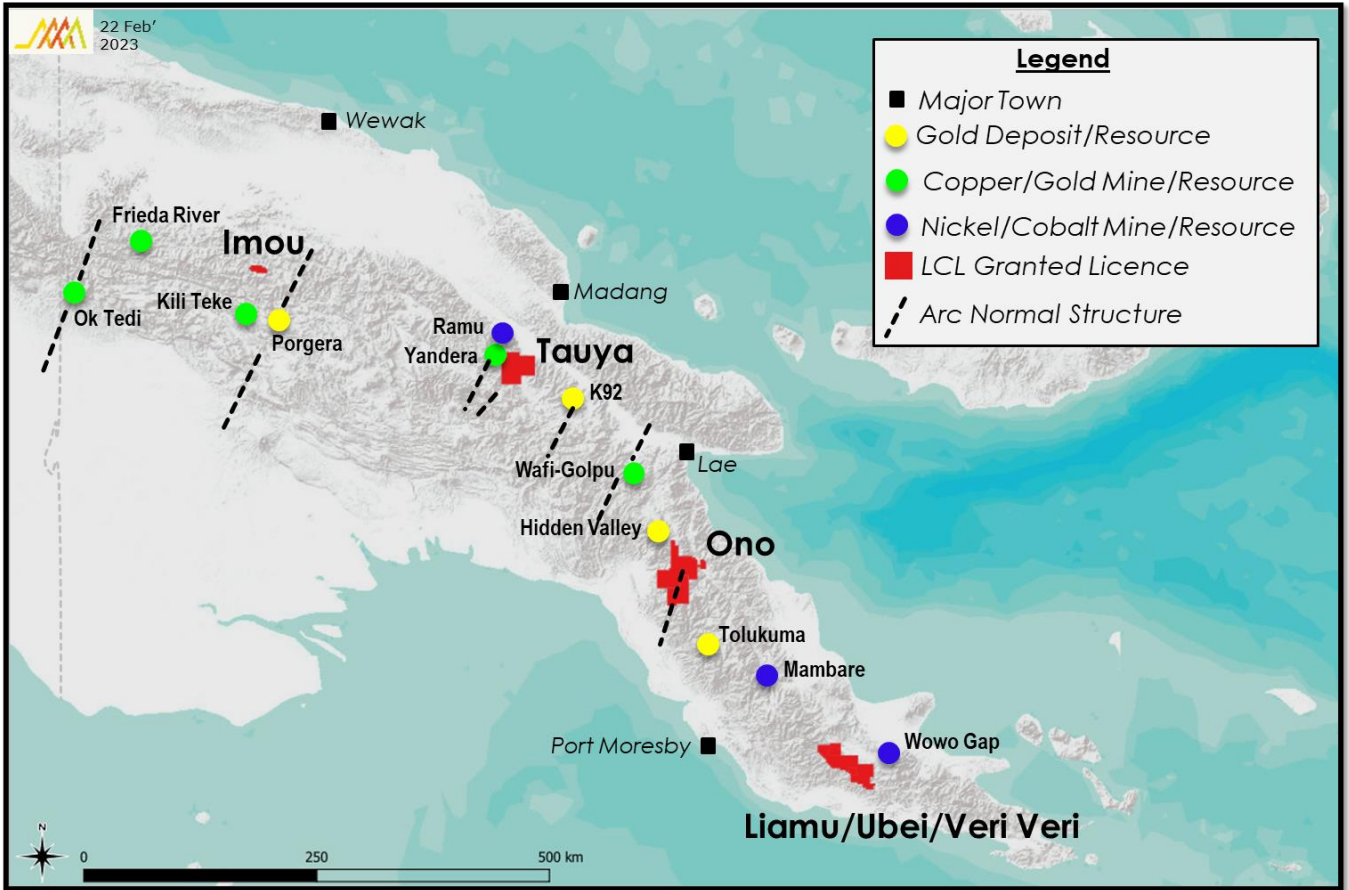 22 Feb'
2023
Legend
Major Town
Gold Deposit/Resource
Copper/Gold Mine/Resource
Nickel/Cobalt Mine/Resource
LCL Granted Licence
Arc Normal Structure
Wewak
Frieda River
Imou
Madang
Ok Tedi
Kili Teke
Porgera
Ramu
Yandera
Tauya
K92
Lae
Wafi-Golpu
Hidden Valley
Ono
Tolukuma
Mambare
Port Moresby
Wowo Gap
Liamu/Ubei/Veri Veri
N
0 250 500 km